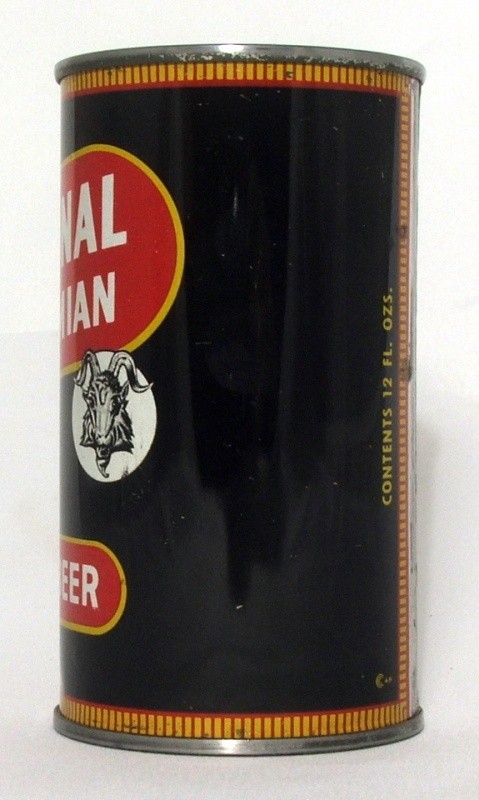 NAL
IAN
EER
CONTENTS 12 FL. OZS.